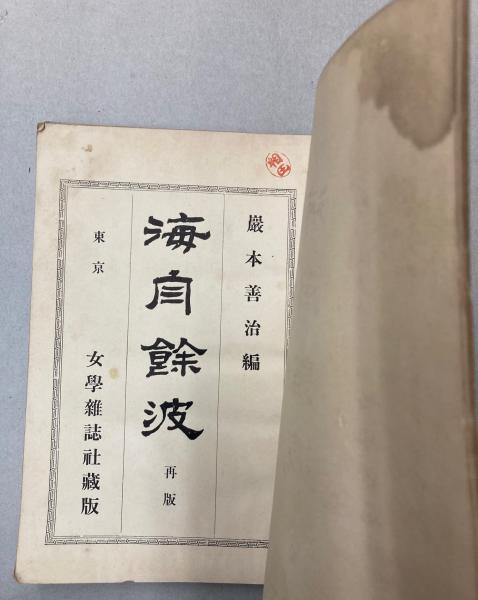 巖本善治編
海舟餘波
再版
東京
女學雜誌社藏版